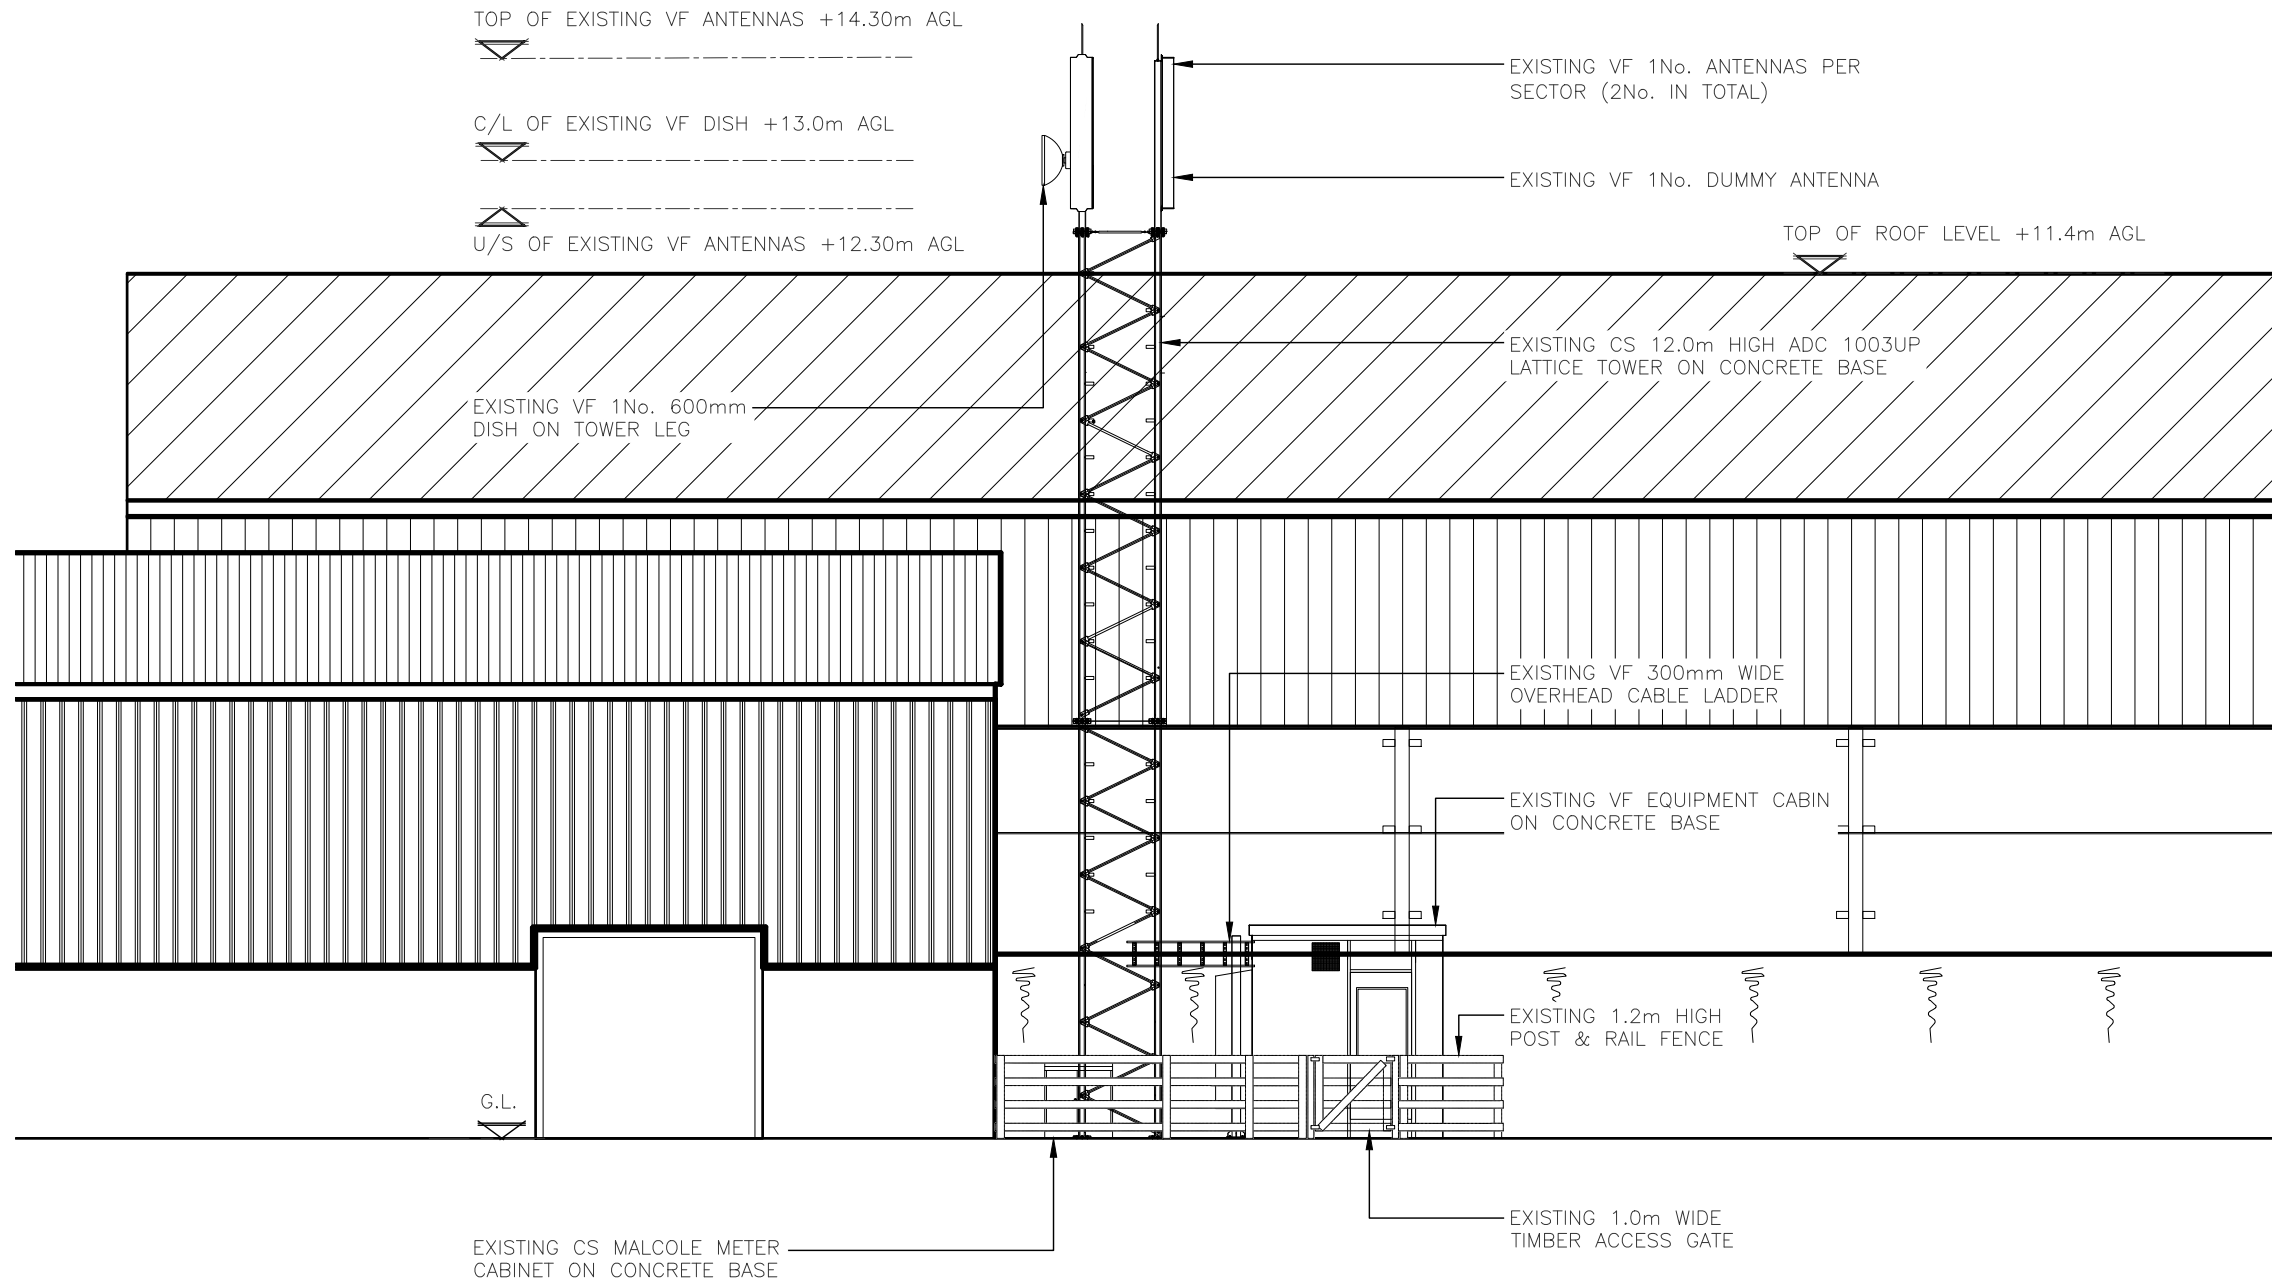 TOP OF EXISTING VF ANTENNAS +14.30m AGL
C/L OF EXISTING VF DISH +13.0m AGL
U/S OF EXISTING VF ANTENNAS +12.30m AGL
EXISTING VF 1No. ANTENNAS PER
SECTOR (2No. IN TOTAL)
EXISTING VF 1No. DUMMY ANTENNA
TOP OF ROOF LEVEL +11.4m AGL
EXISTING CS 12.0m HIGH ADC 1003UP
LATTICE TOWER ON CONCRETE BASE
EXISTING VF 1No. 600mm
DISH ON TOWER LEG
EXISTING VF 300mm WIDE
OVERHEAD CABLE LADDER
EXISTING VF EQUIPMENT CABIN
ON CONCRETE BASE
EXISTING 1.2m HIGH
POST & RAIL FENCE
G.L.
EXISTING 1.0m WIDE
TIMBER ACCESS GATE
EXISTING CS MALCOLE METER
CABINET ON CONCRETE BASE